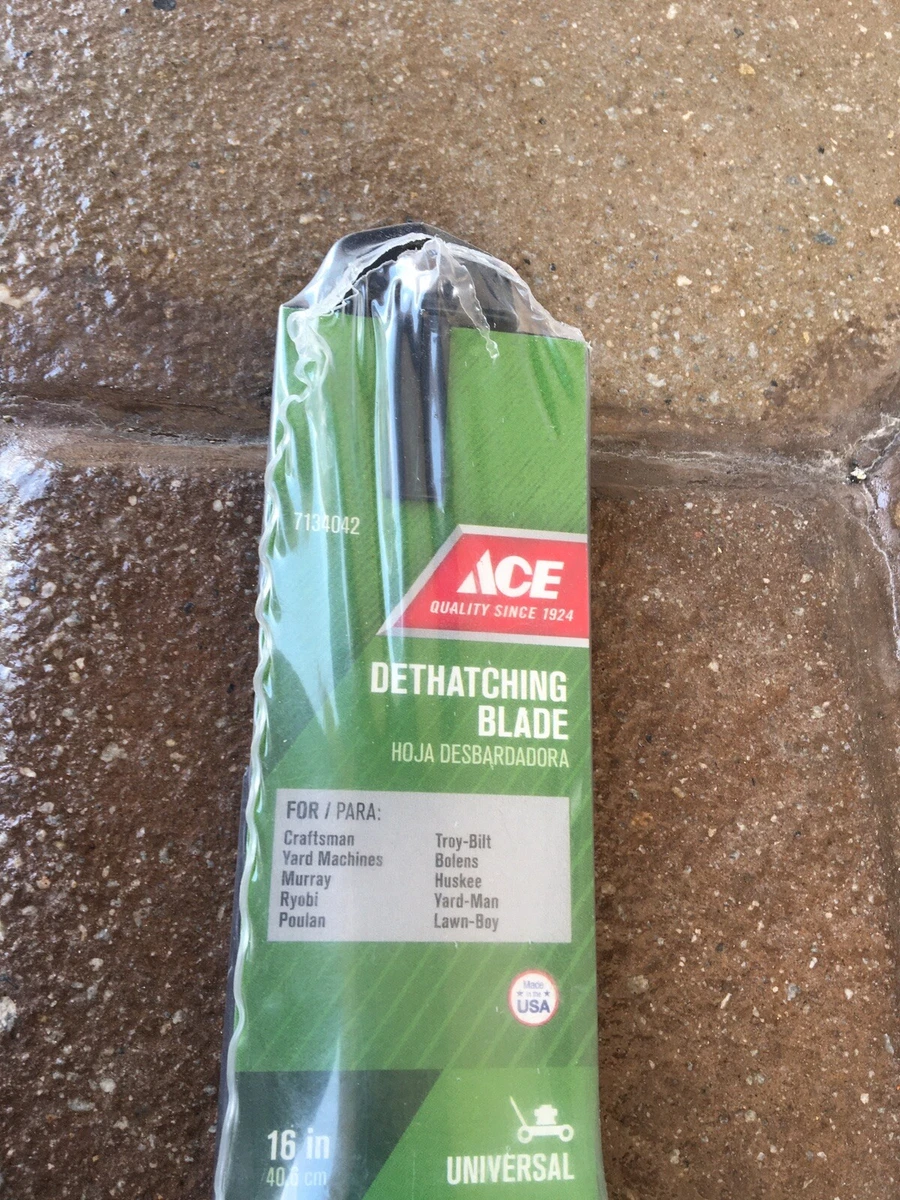 7134042
ACE
QUALITY SINCE 1924
DETHATCHING
BLADE
HOJA DESBARDADORA
FOR / PARA:
Craftsman
Yard Machines
Murray
Ryobi
Poulan
Troy-Bilt
Bolens
Huskee
Yard-Man
Lawn-Boy
Made
in the
USA
16 in
40.6 cm
UNIVERSAL